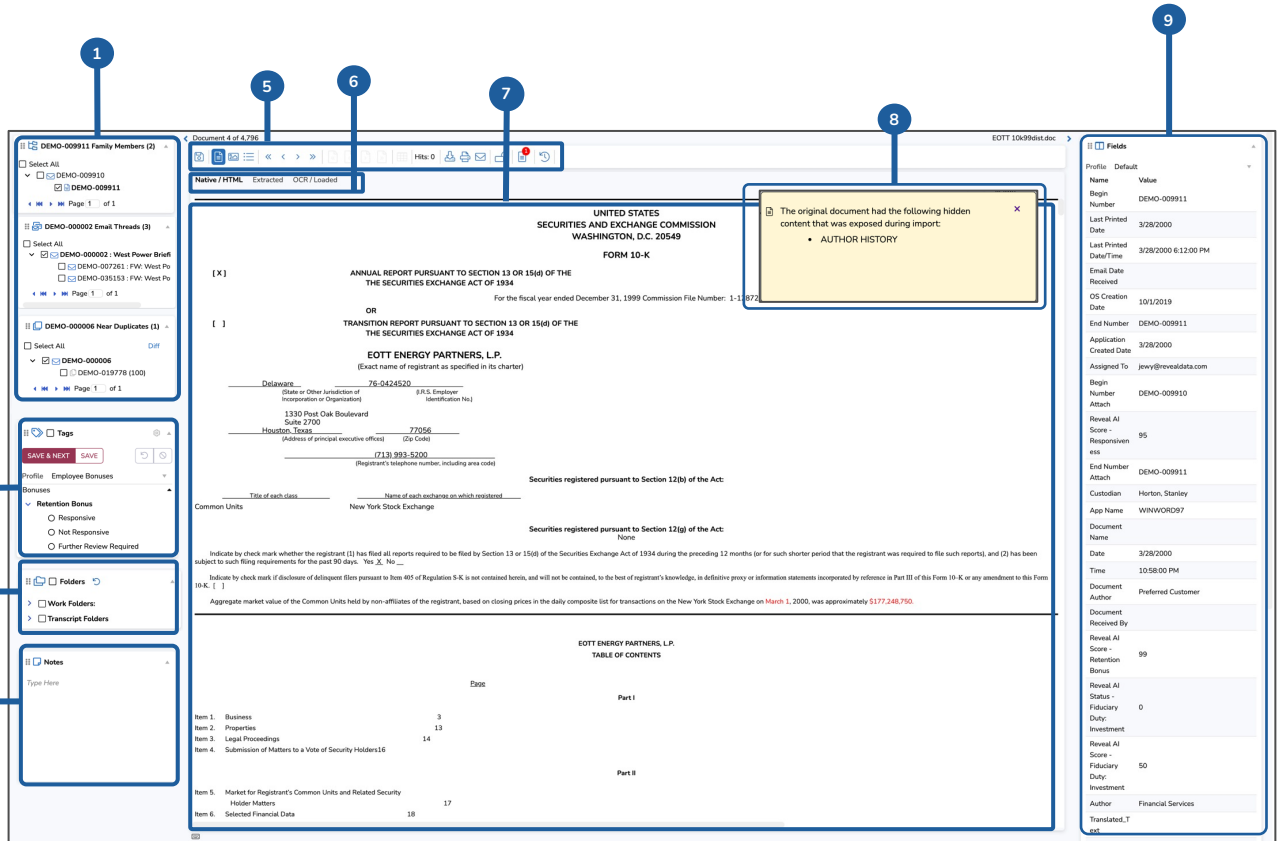 9
1
5
6
7
8
Document 4 of 4,796
EOTT 10k99dist.doc
DEMO-009911 Family Members (2)
Select All
DEMO-009910
DEMO-009911
Page 1 of 1
DEMO-000002 Email Threads (3)
Select All
DEMO-000002 : West Power Briefi
DEMO-007261 : FW: West Po
DEMO-035153 : FW: West Po
Page 1 of 1
DEMO-000006 Near Duplicates (1)
Select All Diff
DEMO-000006
DEMO-019778 (100)
Page 1 of 1
Tags
SAVE & NEXT SAVE
Profile Employee Bonuses
Bonuses
Retention Bonus
Responsive
Not Responsive
Further Review Required
Folders
Work Folders:
Transcript Folders
Notes
Type Here
Hits: 0
1
Native / HTML Extracted OCR / Loaded
UNITED STATES
SECURITIES AND EXCHANGE COMMISSION
WASHINGTON, D.C. 20549
FORM 10-K
[ X ] ANNUAL REPORT PURSUANT TO SECTION 13 OR 15(d) OF THE
THE SECURITIES EXCHANGE ACT OF 1934
For the fiscal year ended December 31, 1999 Commission File Number: 1-12872
OR
[ ] TRANSITION REPORT PURSUANT TO SECTION 13 OR 15(d) OF THE
THE SECURITIES EXCHANGE ACT OF 1934
EOTT ENERGY PARTNERS, L.P.
(Exact name of registrant as specified in its charter)
Delaware 76-0424520
(State or Other Jurisdiction of (I.R.S. Employer
Incorporation or Organization) Identification No.)
1330 Post Oak Boulevard
Suite 2700
Houston, Texas 77056
(Address of principal executive offices) (Zip Code)
(713) 993-5200
(Registrant's telephone number, including area code)
Securities registered pursuant to Section 12(b) of the Act:
Title of each class Name of each exchange on which registered
Common Units New York Stock Exchange
Securities registered pursuant to Section 12(g) of the Act:
None
Indicate by check mark whether the registrant (1) has filed all reports required to be filed by Section 13 or 15(d) of the Securities Exchange Act of 1934 during the preceding 12 months (or for such shorter period that the registrant was required to file such reports), and (2) has been
subject to such filing requirements for the past 90 days. Yes X No __
Indicate by check mark if disclosure of delinquent filers pursuant to Item 405 of Regulation S-K is not contained herein, and will not be contained, to the best of registrant's knowledge, in definitive proxy or information statements incorporated by reference in Part III of this Form 10-K or any amendment to this Form
10-K. [ ]
Aggregate market value of the Common Units held by non-affiliates of the registrant, based on closing prices in the daily composite list for transactions on the New York Stock Exchange on March 1, 2000, was approximately $177,248,750.
EOTT ENERGY PARTNERS, L.P.
TABLE OF CONTENTS
Page
Part I
Item 1. Business 3
Item 2. Properties 13
Item 3. Legal Proceedings 14
Item 4. Submission of Matters to a Vote of Security Holders16
Part II
Item 5. Market for Registrant's Common Units and Related Security
Holder Matters 17
Item 6. Selected Financial Data 18
The original document had the following hidden
content that was exposed during import:
• AUTHOR HISTORY
Fields
Profile Default
Name Value
Begin
Number DEMO-009911
Last Printed
Date 3/28/2000
Last Printed
Date/Time 3/28/2000 6:12:00 PM
Email Date
Received
OS Creation
Date 10/1/2019
End Number DEMO-009911
Application
Created Date 3/28/2000
Assigned To jewy@revealdata.com
Begin
Number
Attach DEMO-009910
Reveal AI
Score -
Responsiven
ess 95
End Number
Attach DEMO-009911
Custodian Horton, Stanley
App Name WINWORD97
Document
Name
Date 3/28/2000
Time 10:58:00 PM
Document
Author Preferred Customer
Document
Received By
Reveal AI
Score -
Retention
Bonus 99
Reveal AI
Status -
Fiduciary
Duty:
Investment 0
Reveal AI
Score -
Fiduciary
Duty:
Investment 50
Author Financial Services
Translated_T
ext